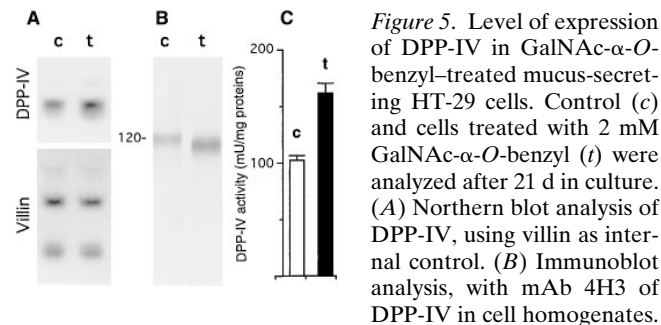 A
c t
DPP-IV
Villin
B
c t
120-
C
200
100
DPP-IV activity (mU/mg proteins)
c
t
Figure 5. Level of expression
of DPP-IV in GalNAc-α-O-
benzyl–treated mucus-secret-
ing HT-29 cells. Control (c)
and cells treated with 2 mM
GalNAc-α-O-benzyl (t) were
analyzed after 21 d in culture.
(A) Northern blot analysis of
DPP-IV, using villin as inter-
nal control. (B) Immunoblot
analysis, with mAb 4H3 of
DPP-IV in cell homogenates.